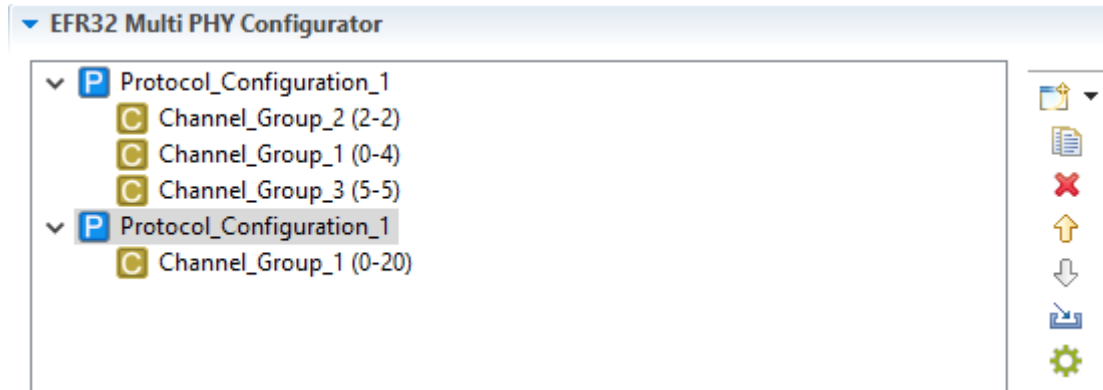 EFR32 Multi PHY Configurator
P Protocol_Configuration_1
C Channel_Group_2 (2-2)
C Channel_Group_1 (0-4)
C Channel_Group_3 (5-5)
P Protocol_Configuration_1
C Channel_Group_1 (0-20)